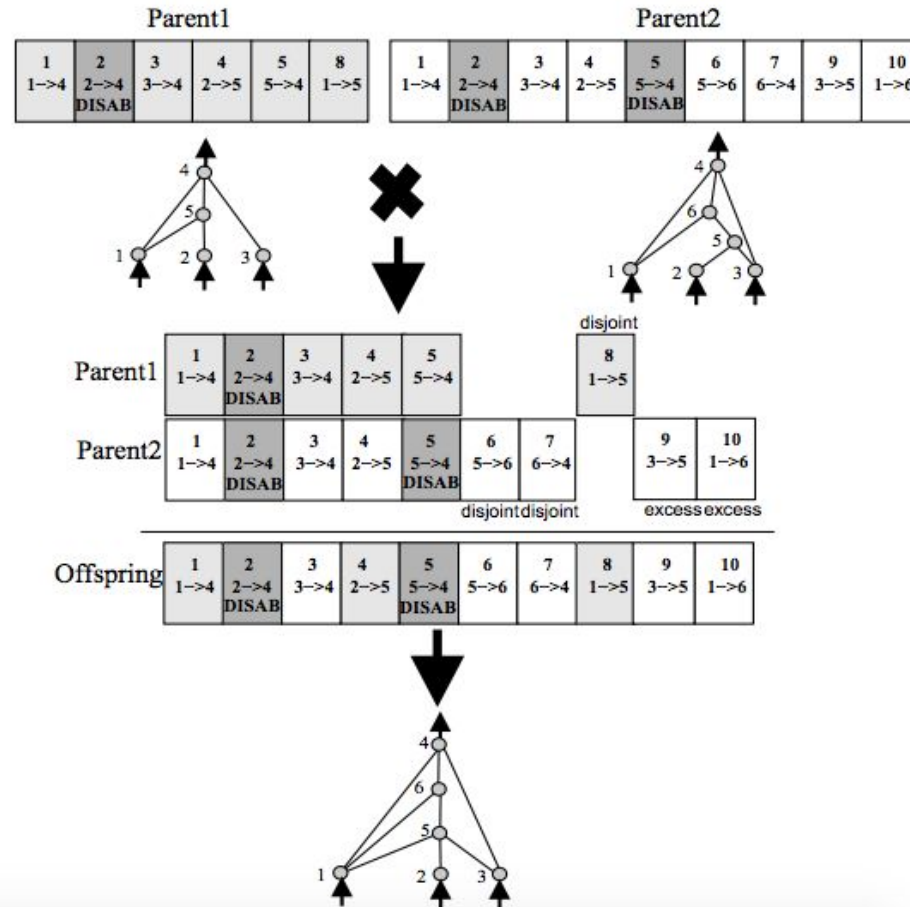 Parent1
Parent2
1 2 3 4 5 8
1-->4 2-->4 3-->4 2-->5 5-->4 1-->5
DISAB
1 2 3 4 5 6 7 9 10
1-->4 2-->4 3-->4 2-->5 5-->4 5-->6 6-->4 3-->5 1-->6
DISAB DISAB
4
5
1 2 3
4
6
5
1 2 3
disjoint
Parent1
1 2 3 4 5 8
1-->4 2-->4 3-->4 2-->5 5-->4 1-->5
DISAB
Parent2
1 2 3 4 5 6 7 9 10
1-->4 2-->4 3-->4 2-->5 5-->4 5-->6 6-->4 3-->5 1-->6
DISAB DISAB
disjoint disjoint excess excess
Offspring
1 2 3 4 5 6 7 8 9 10
1-->4 2-->4 3-->4 2-->5 5-->4 5-->6 6-->4 1-->5 3-->5 1-->6
DISAB DISAB
4
6
5
1 2 3